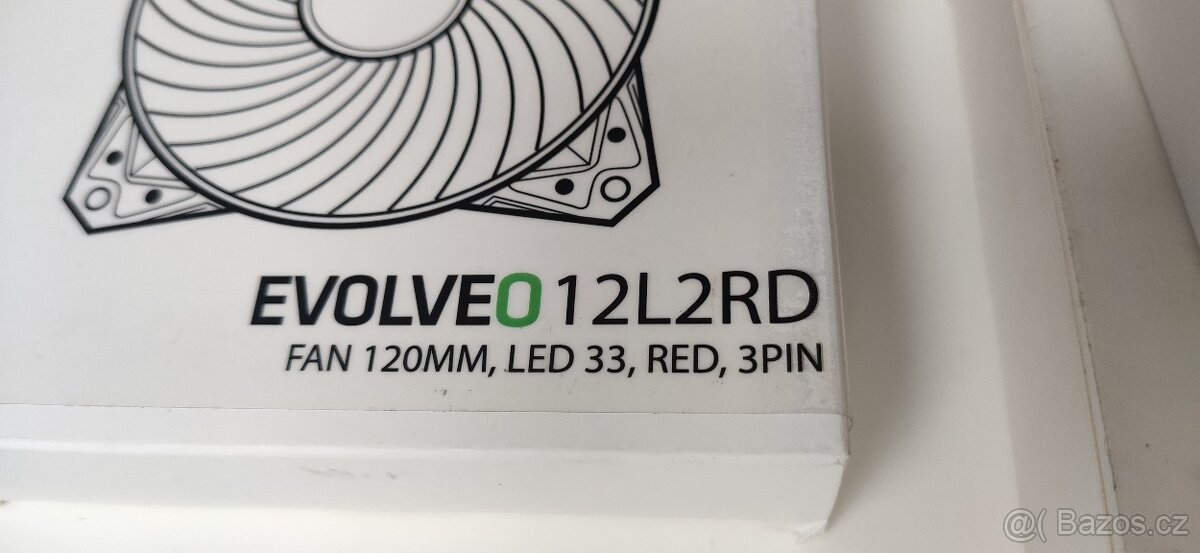 EVOLVEO 12L2RD
FAN 120MM, LED 33, RED, 3PIN
@( Bazos.cz